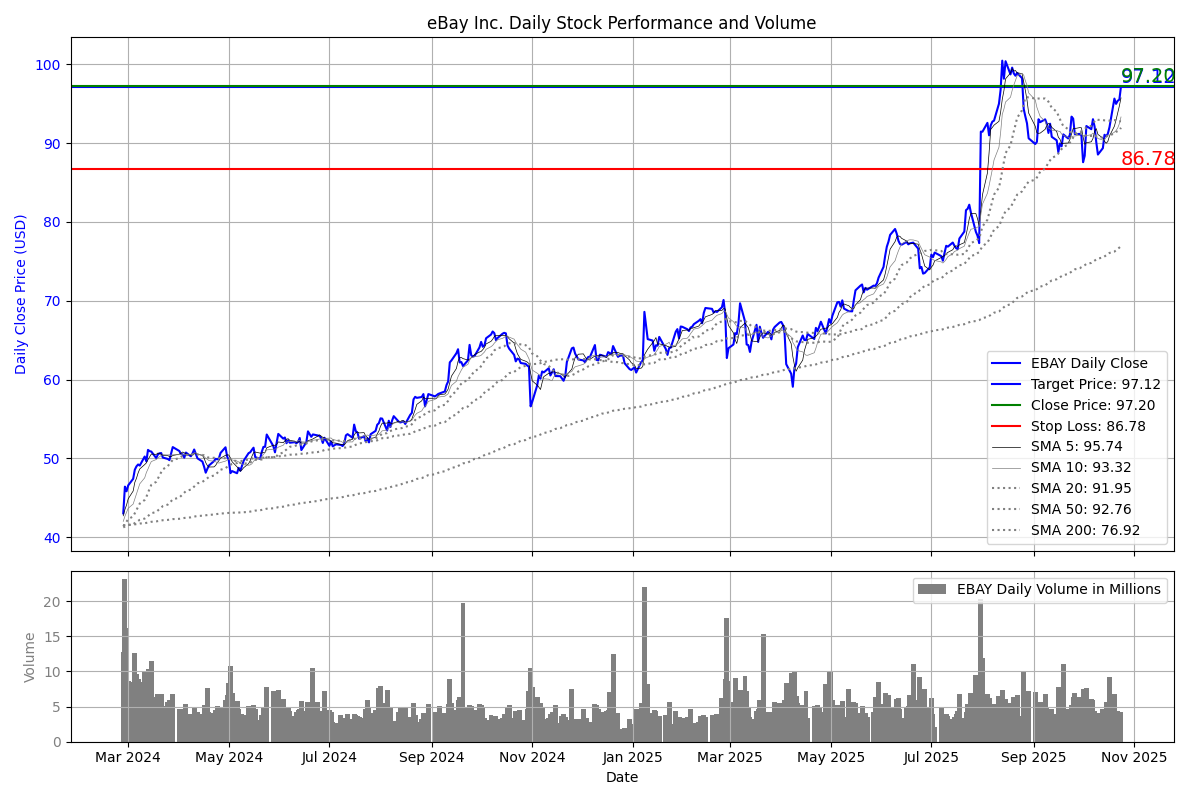 eBay Inc. Daily Stock Performance and Volume
Daily Close Price (USD)
100
90
80
70
60
50
40
97.12
97.20
86.78
EBAY Daily Close
Target Price: 97.12
Close Price: 97.20
Stop Loss: 86.78
SMA 5: 95.74
SMA 10: 93.32
SMA 20: 91.95
SMA 50: 92.76
SMA 200: 76.92
Volume
20
15
10
5
0
EBAY Daily Volume in Millions
Mar 2024
May 2024
Jul 2024
Sep 2024
Nov 2024
Jan 2025
Mar 2025
May 2025
Jul 2025
Sep 2025
Nov 2025
Date